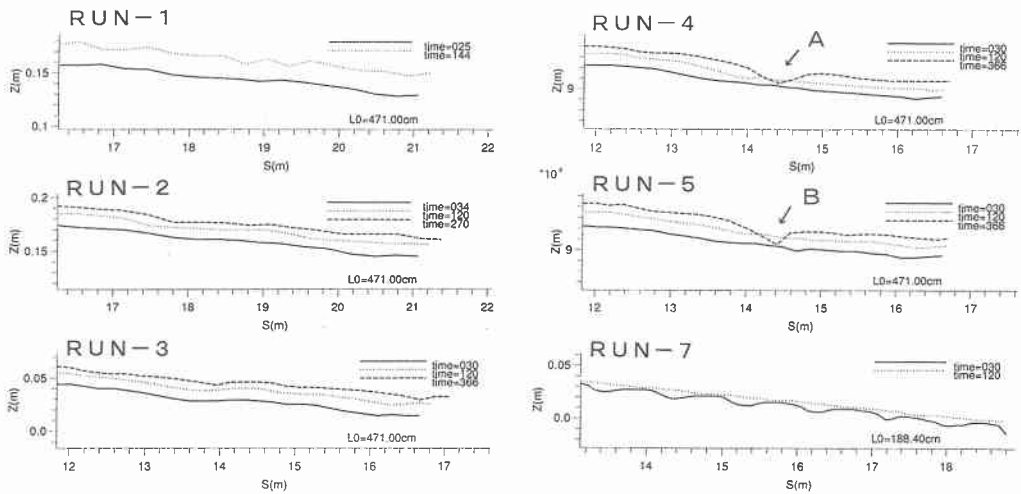 RUN-1
time=025
time=144
0.15
0.1
Z(m)
L0=471.00cm
17 18 19 20 21 22
S(m)
RUN-2
0.2
0.15
Z(m)
time=034
time=120
time=270
L0=471.00cm
17 18 19 20 21 22
S(m)
RUN-3
0.05
0.0
Z(m)
time=030
time=120
time=366
L0=471.00cm
12 13 14 15 16 17
S(m)
RUN-4
A
time=030
time=120
time=366
9
Z(m)
L0=471.00cm
12 13 14 15 16 17
S(m)
RUN-5
B
time=030
time=120
time=366
9
Z(m)
L0=471.00cm
12 13 14 15 16 17
S(m)
RUN-7
time=030
time=120
0.05
0.0
Z(m)
L0=188.40cm
14 15 16 17 18
S(m)